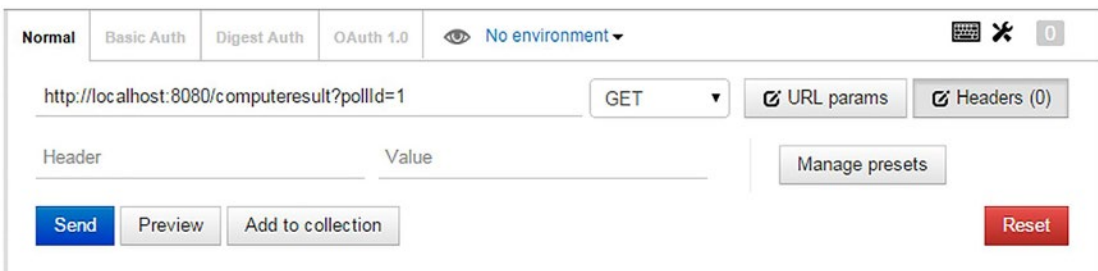 Normal Basic Auth Digest Auth OAuth 1.0 No environment 0
http://localhost:8080/computeresult?pollId=1 GET URL params Headers (0)
Header Value Manage presets
Send Preview Add to collection Reset